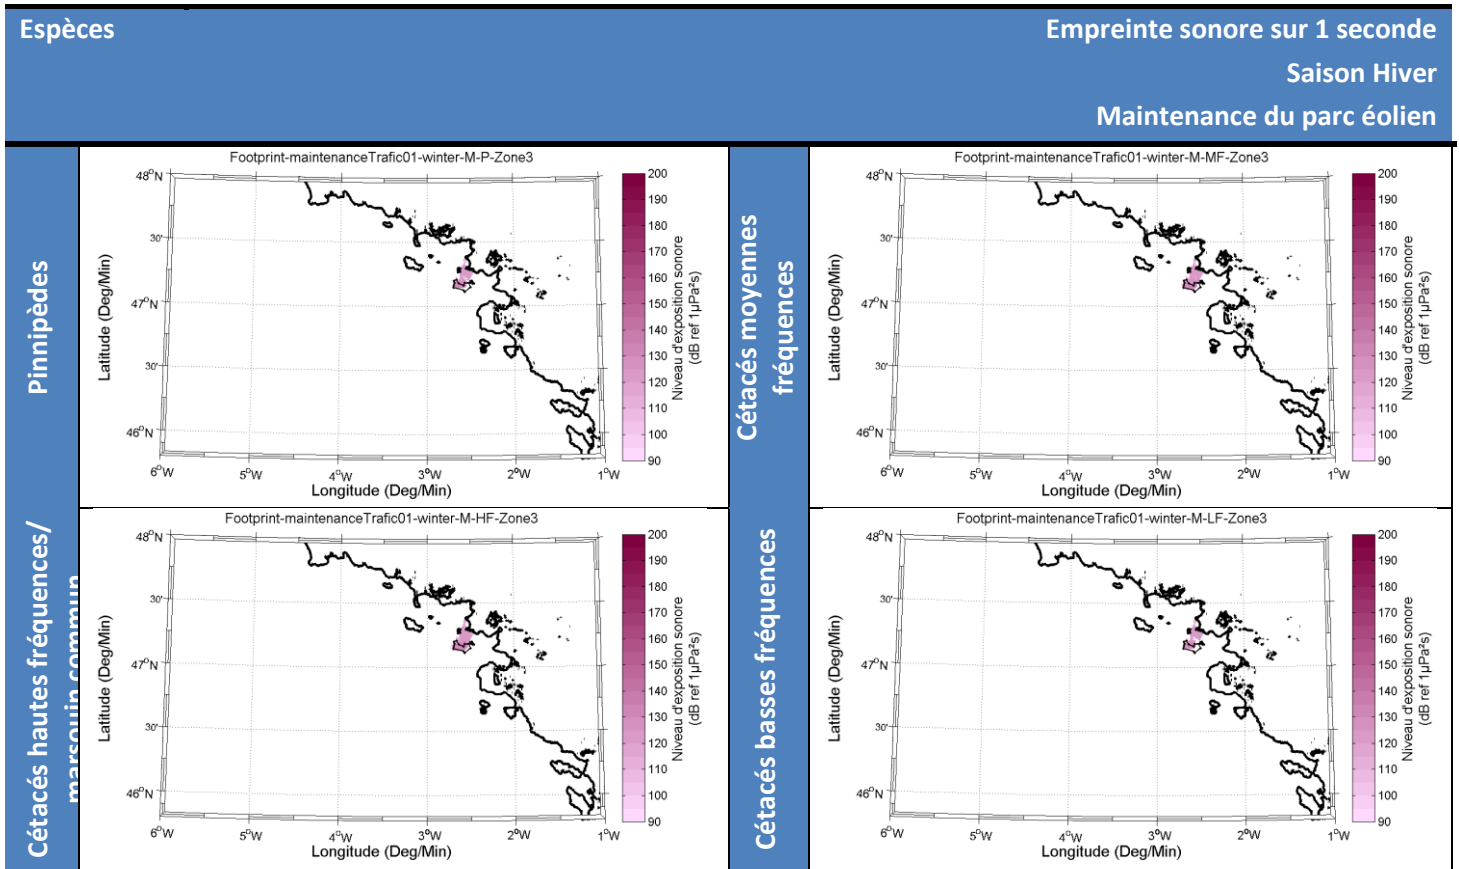 Espèces
Empreinte sonore sur 1 seconde
Saison Hiver
Maintenance du parc éolien
Pinnipèdes
Footprint-maintenanceTrafic01-winter-M-P-Zone3
48°N
30'
47°N
30'
46°N
6°W
5°W
4°W
3°W
2°W
1°W
Latitude (Deg/Min)
Longitude (Deg/Min)
200
190
180
170
160
150
140
130
120
110
100
90
Niveau d'exposition sonore
(dB ref 1µPa²s)
Cétacés moyennes
fréquences
Footprint-maintenanceTrafic01-winter-M-MF-Zone3
48°N
30'
47°N
30'
46°N
6°W
5°W
4°W
3°W
2°W
1°W
Latitude (Deg/Min)
Longitude (Deg/Min)
200
190
180
170
160
150
140
130
120
110
100
90
Niveau d'exposition sonore
(dB ref 1µPa²s)
Cétacés hautes fréquences/
marsouin commun
Footprint-maintenanceTrafic01-winter-M-HF-Zone3
48°N
30'
47°N
30'
46°N
6°W
5°W
4°W
3°W
2°W
1°W
Latitude (Deg/Min)
Longitude (Deg/Min)
200
190
180
170
160
150
140
130
120
110
100
90
Niveau d'exposition sonore
(dB ref 1µPa²s)
Cétacés basses fréquences
Footprint-maintenanceTrafic01-winter-M-LF-Zone3
48°N
30'
47°N
30'
46°N
6°W
5°W
4°W
3°W
2°W
1°W
Latitude (Deg/Min)
Longitude (Deg/Min)
200
190
180
170
160
150
140
130
120
110
100
90
Niveau d'exposition sonore
(dB ref 1µPa²s)